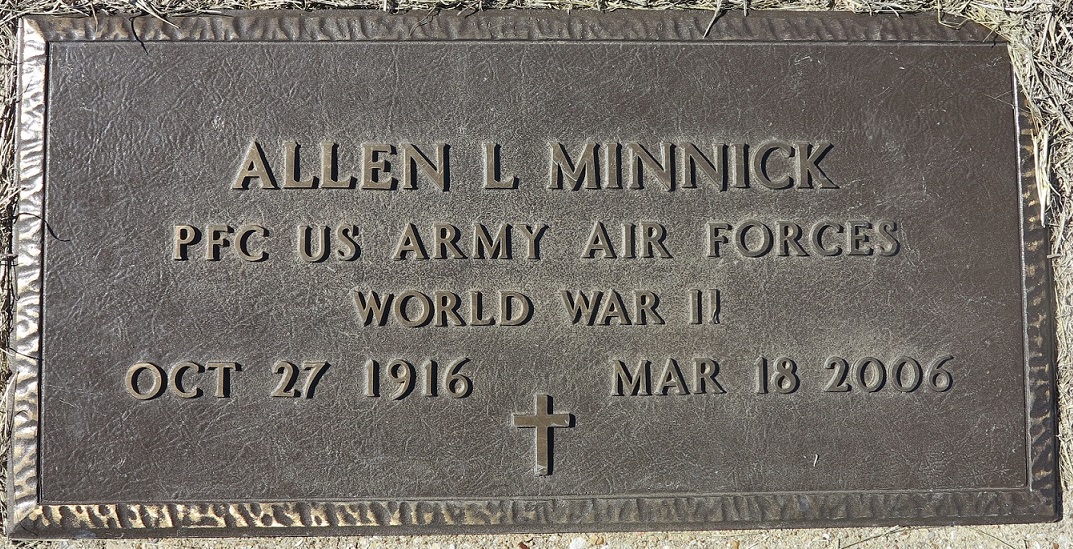 ALLEN L MINNICK
PFC US ARMY AIR FORCES
WORLD WAR II
OCT 27 1916 MAR 18 2006